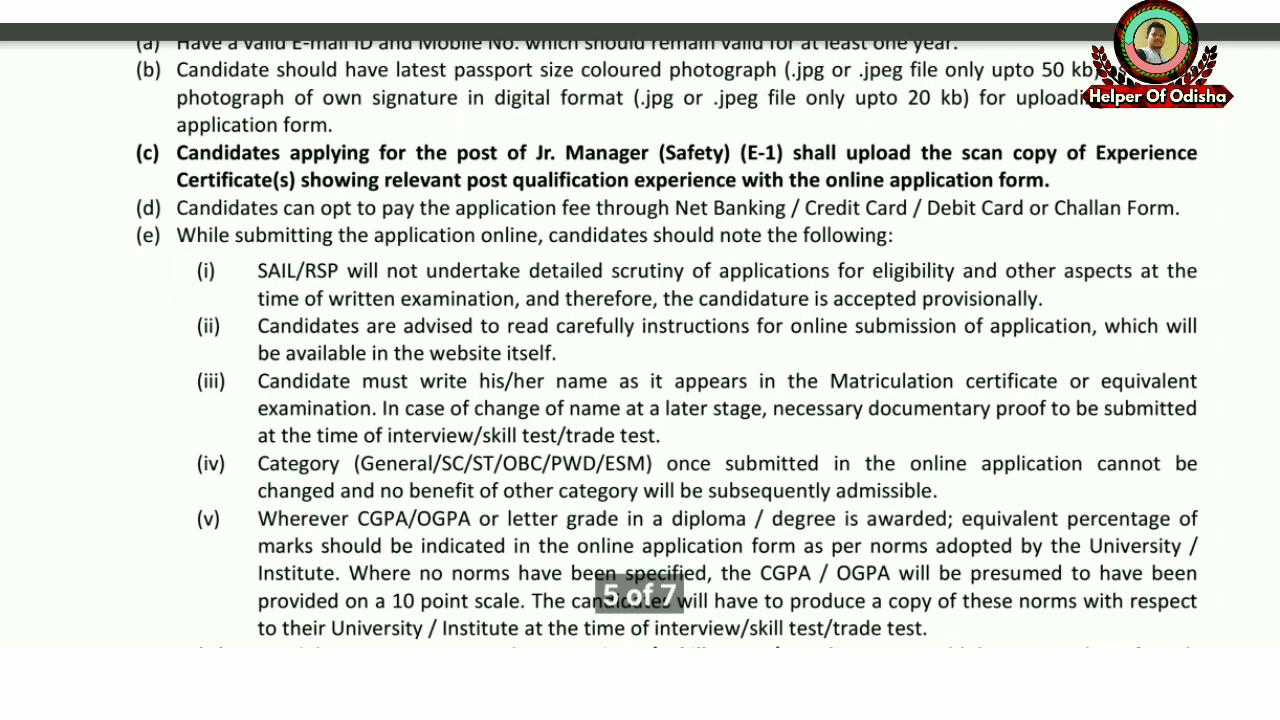 (a) Have a valid E-mail ID and Mobile No. which should remain valid for at least one year.
(b) Candidate should have latest passport size coloured photograph (.jpg or .jpeg file only upto 50 kb)
photograph of own signature in digital format (.jpg or .jpeg file only upto 20 kb) for
application form.
Helper Of Odisha
(c) Candidates applying for the post of Jr. Manager (Safety) (E-1) shall upload the scan copy of Experience
Certificate(s) showing relevant post qualification experience with the online application form.
(d) Candidates can opt to pay the application fee through Net Banking / Credit Card / Debit Card or Challan Form.
(e) While submitting the application online, candidates should note the following:
(i) SAIL/RSP will not undertake detailed scrutiny of applications for eligibility and other aspects at the
time of written examination, and therefore, the candidature is accepted provisionally.
(ii) Candidates are advised to read carefully instructions for online submission of application, which will
be available in the website itself.
(iii) Candidate must write his/her name as it appears in the Matriculation certificate or equivalent
examination. In case of change of name at a later stage, necessary documentary proof to be submitted
at the time of interview/skill test/trade test.
(iv) Category (General/SC/ST/OBC/PWD/ESM) once submitted in the online application cannot be
changed and no benefit of other category will be subsequently admissible.
(v) Wherever CGPA/OGPA or letter grade in a diploma / degree is awarded; equivalent percentage of
marks should be indicated in the online application form as per norms adopted by the University /
Institute. Where no norms have been specified, the CGPA / OGPA will be presumed to have been
5 of 7
provided on a 10 point scale. The candidates will have to produce a copy of these norms with respect
to their University / Institute at the time of interview/skill test/trade test.